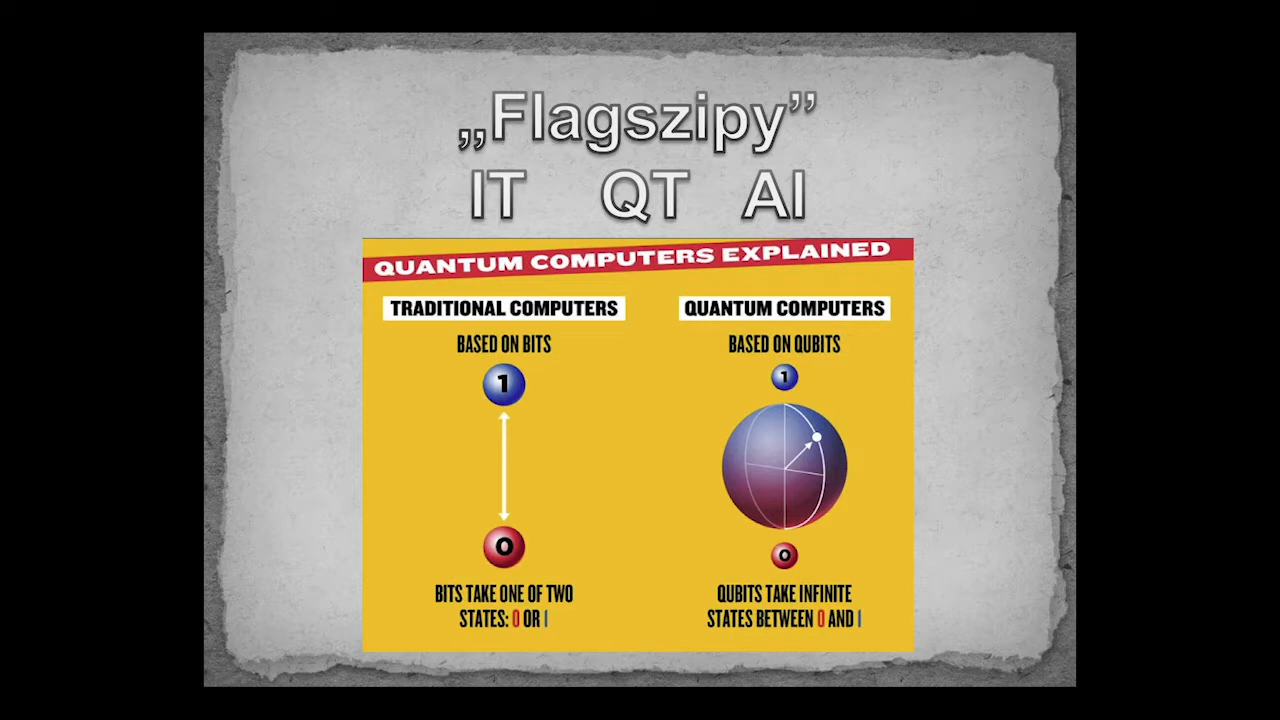 „Flagszipy”
IT QT AI
QUANTUM COMPUTERS EXPLAINED
TRADITIONAL COMPUTERS
BASED ON BITS
1
0
BITS TAKE ONE OF TWO
STATES: 0 OR 1
QUANTUM COMPUTERS
BASED ON QUBITS
1
0
QUBITS TAKE INFINITE
STATES BETWEEN 0 AND 1